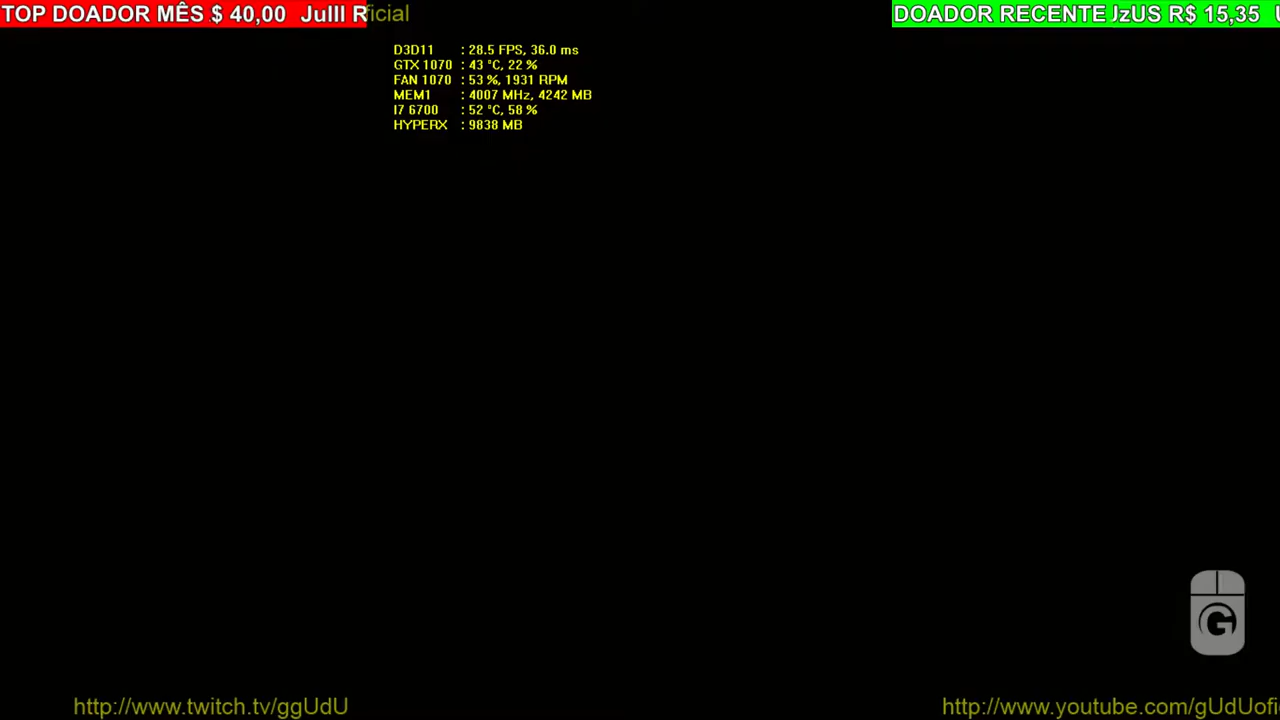 TOP DOADOR MÊS $ 40,00 Julll R
ficial
DOADOR RECENTE JzUS R$ 15,35
D3D11 : 28.5 FPS, 36.0 ms
GTX 1070 : 43 °C, 22 %
FAN 1070 : 53 %, 1931 RPM
MEM1 : 4007 MHz, 4242 MB
I7 6700 : 52 °C, 58 %
HYPERX : 9838 MB
G
http://www.twitch.tv/ggUdU
http://www.youtube.com/gUdUofi